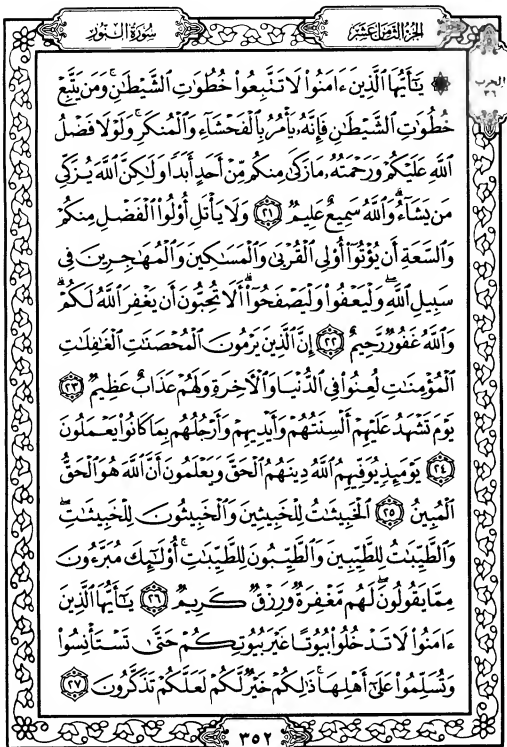 الجزء الثامن عشر
سورة النور
الحزب
٣٦
۞ يَٰٓأَيُّهَا ٱلَّذِينَ ءَامَنُوا۟ لَا تَتَّبِعُوا۟ خُطُوَٰتِ ٱلشَّيْطَٰنِ ۚ وَمَن يَتَّبِعْ
خُطُوَٰتِ ٱلشَّيْطَٰنِ فَإِنَّهُۥ يَأْمُرُ بِٱلْفَحْشَآءِ وَٱلْمُنكَرِ ۚ وَلَوْلَا فَضْلُ
ٱللَّهِ عَلَيْكُمْ وَرَحْمَتُهُۥ مَا زَكَىٰ مِنكُم مِّنْ أَحَدٍ أَبَدًا وَلَٰكِنَّ ٱللَّهَ يُزَكِّى
مَن يَشَآءُ ۗ وَٱللَّهُ سَمِيعٌ عَلِيمٌ ﴿٢١﴾ وَلَا يَأْتَلِ أُو۟لُوا۟ ٱلْفَضْلِ مِنكُمْ
وَٱلسَّعَةِ أَن يُؤْتُوٓا۟ أُو۟لِى ٱلْقُرْبَىٰ وَٱلْمَسَٰكِينَ وَٱلْمُهَٰجِرِينَ فِى
سَبِيلِ ٱللَّهِ ۖ وَلْيَعْفُوا۟ وَلْيَصْفَحُوٓا۟ ۗ أَلَا تُحِبُّونَ أَن يَغْفِرَ ٱللَّهُ لَكُمْ ۗ
وَٱللَّهُ غَفُورٌ رَّحِيمٌ ﴿٢٢﴾ إِنَّ ٱلَّذِينَ يَرْمُونَ ٱلْمُحْصَنَٰتِ ٱلْغَٰفِلَٰتِ
ٱلْمُؤْمِنَٰتِ لُعِنُوا۟ فِى ٱلدُّنْيَا وَٱلْءَاخِرَةِ وَلَهُمْ عَذَابٌ عَظِيمٌ ﴿٢٣﴾
يَوْمَ تَشْهَدُ عَلَيْهِمْ أَلْسِنَتُهُمْ وَأَيْدِيهِمْ وَأَرْجُلُهُم بِمَا كَانُوا۟ يَعْمَلُونَ
﴿٢٤﴾ يَوْمَئِذٍ يُوَفِّيهِمُ ٱللَّهُ دِينَهُمُ ٱلْحَقَّ وَيَعْلَمُونَ أَنَّ ٱللَّهَ هُوَ ٱلْحَقُّ
ٱلْمُبِينُ ﴿٢٥﴾ ٱلْخَبِيثَٰتُ لِلْخَبِيثِينَ وَٱلْخَبِيثُونَ لِلْخَبِيثَٰتِ ۖ
وَٱلطَّيِّبَٰتُ لِلطَّيِّبِينَ وَٱلطَّيِّبُونَ لِلطَّيِّبَٰتِ ۚ أُو۟لَٰٓئِكَ مُبَرَّءُونَ
مِمَّا يَقُولُونَ ۖ لَهُم مَّغْفِرَةٌ وَرِزْقٌ كَرِيمٌ ﴿٢٦﴾ يَٰٓأَيُّهَا ٱلَّذِينَ
ءَامَنُوا۟ لَا تَدْخُلُوا۟ بُيُوتًا غَيْرَ بُيُوتِكُمْ حَتَّىٰ تَسْتَأْنِسُوا۟
وَتُسَلِّمُوا۟ عَلَىٰٓ أَهْلِهَا ۚ ذَٰلِكُمْ خَيْرٌ لَّكُمْ لَعَلَّكُمْ تَذَكَّرُونَ ﴿٢٧﴾
٣٥٢